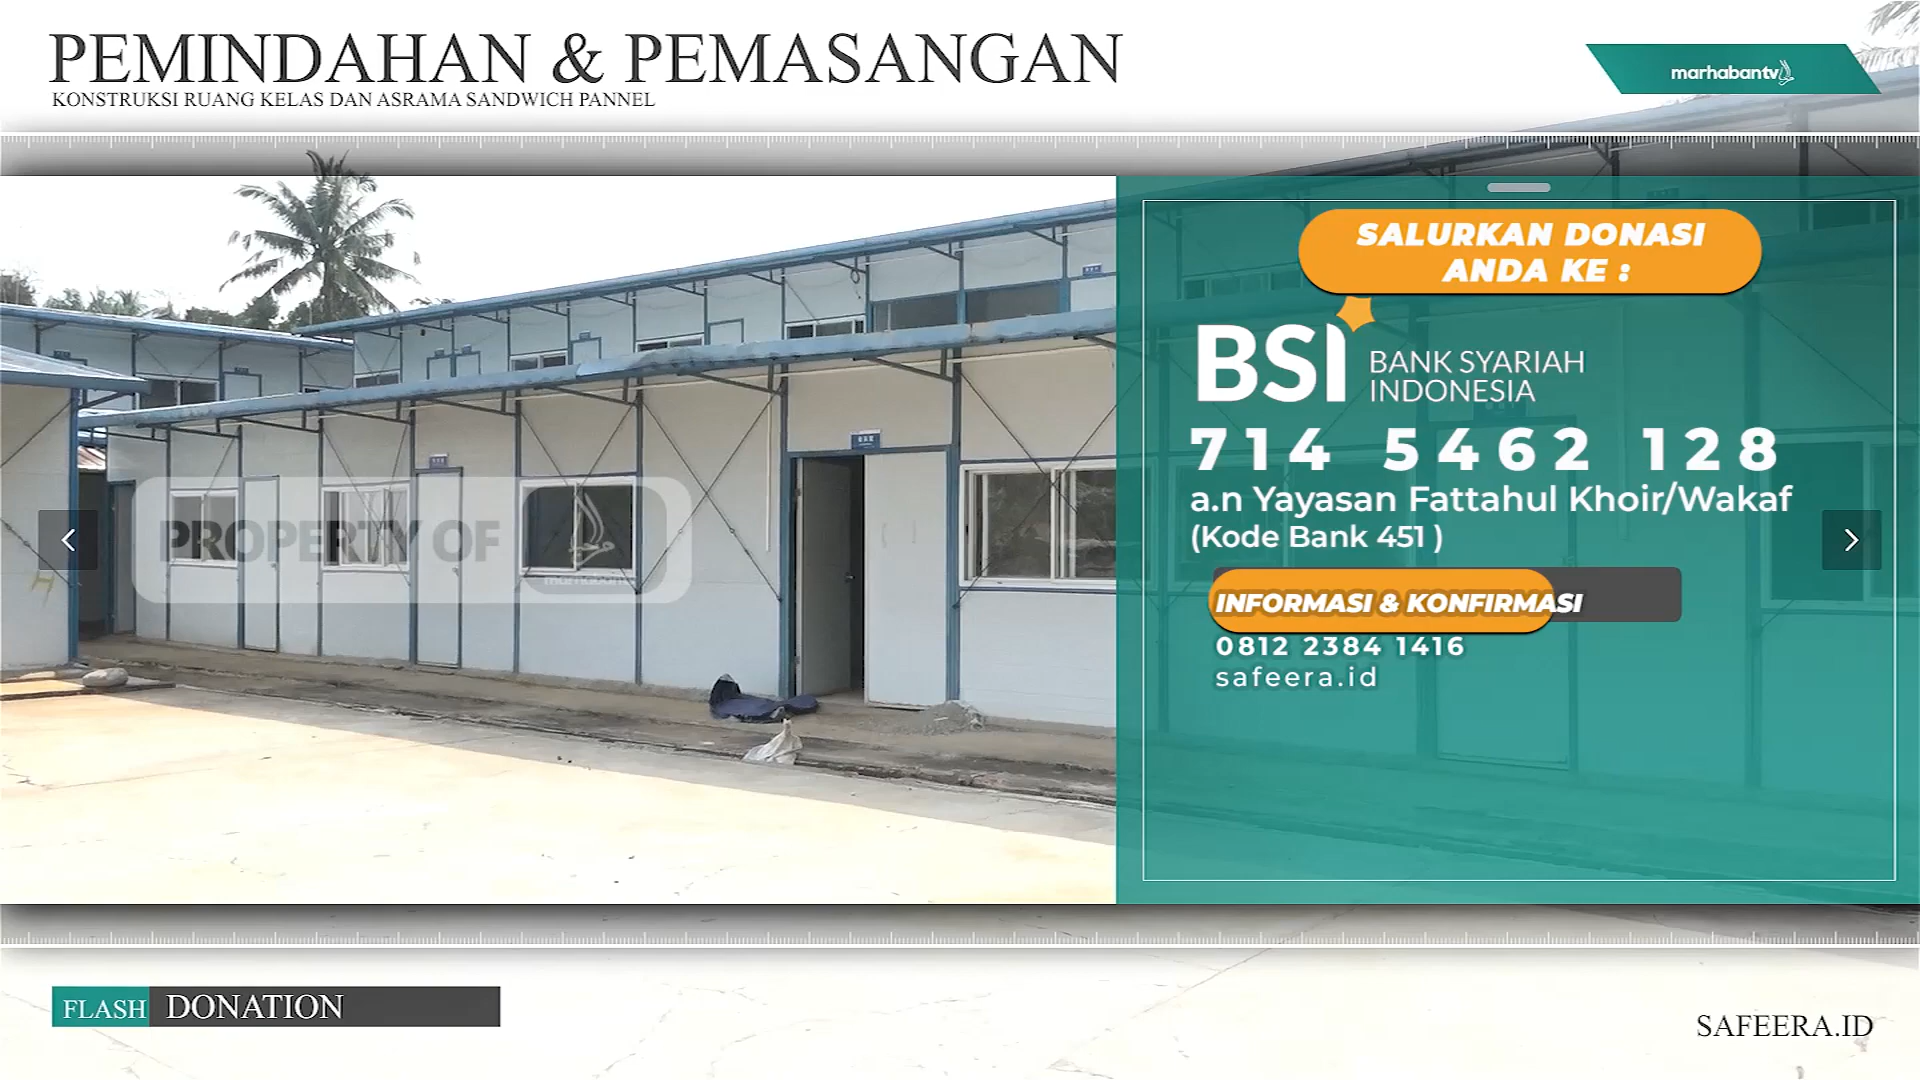 PEMINDAHAN & PEMASANGAN
KONSTRUKSI RUANG KELAS DAN ASRAMA SANDWICH PANNEL
marhabantv
SALURKAN DONASI
ANDA KE :
BSI BANK SYARIAH
INDONESIA
714 5462 128
a.n Yayasan Fattahul Khoir/Wakaf
(Kode Bank 451 )
INFORMASI & KONFIRMASI
0812 2384 1416
safeera.id
PROPERTY OF
marhabantv
FLASH DONATION
SAFEERA.ID